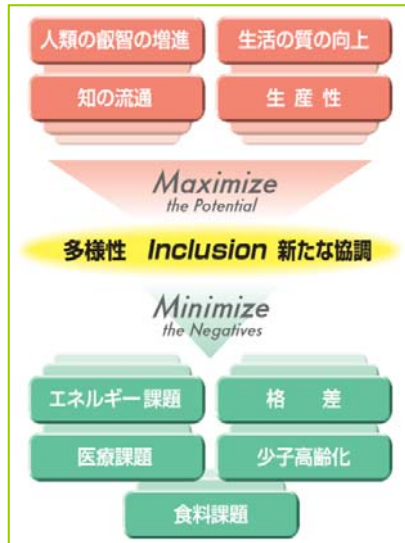 人類の叡智の増進
生活の質の向上
知の流通
生産性
Maximize
the Potential
多様性 Inclusion 新たな協調
Minimize
the Negatives
エネルギー課題
格差
医療課題
少子高齢化
食料課題